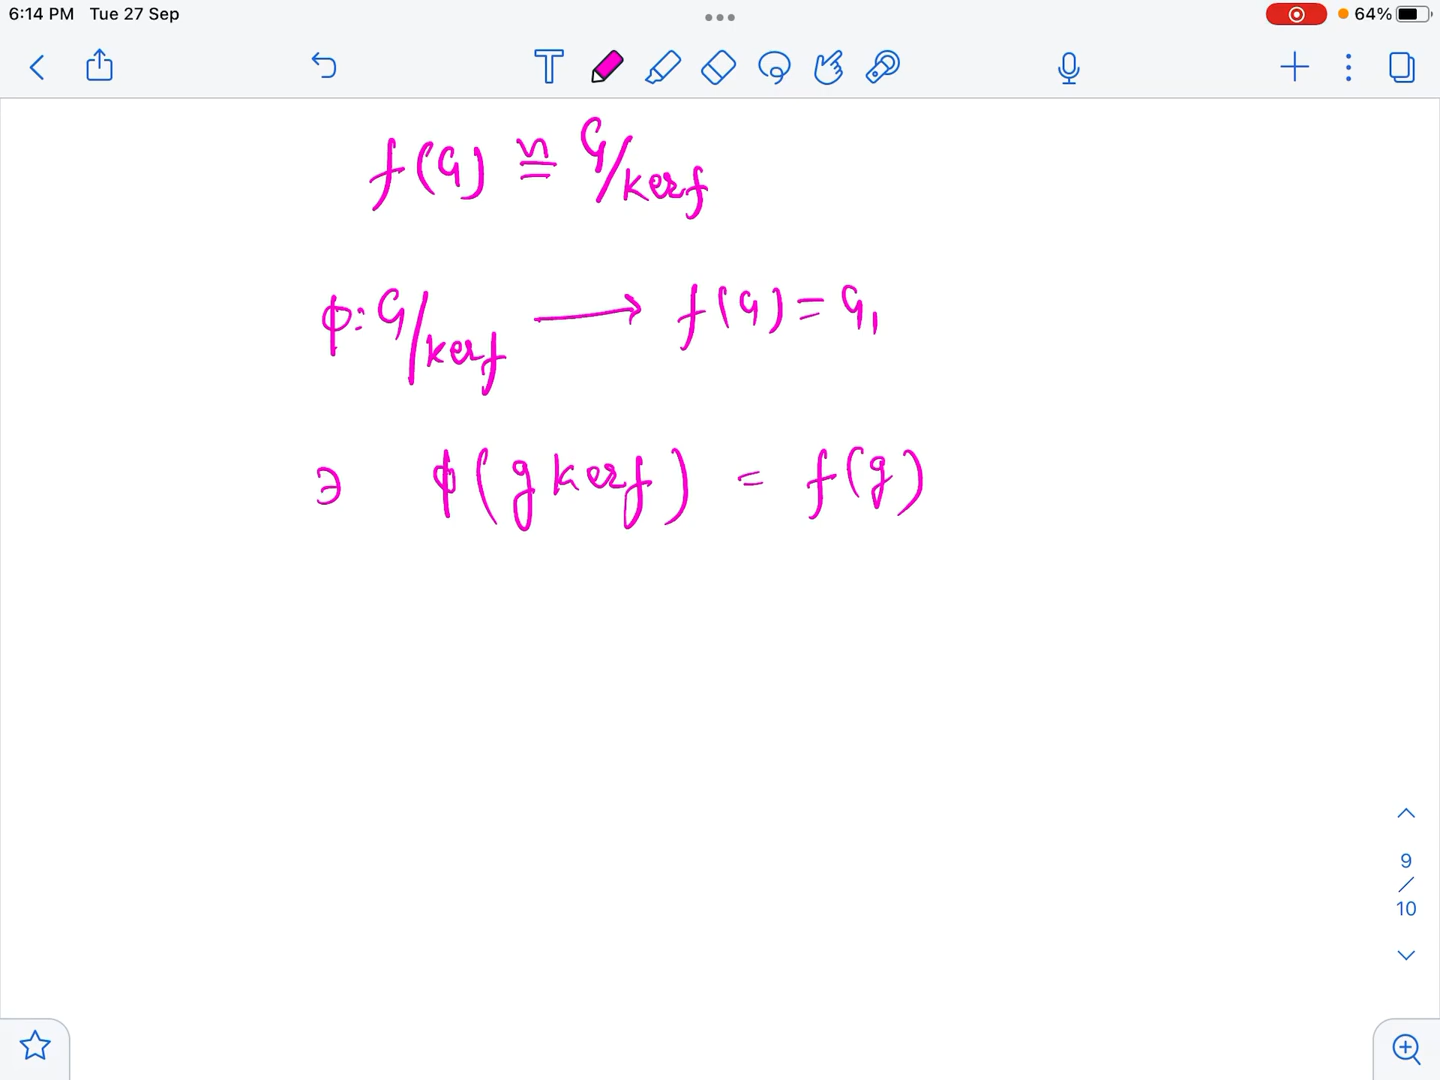 6:14 PM Tue 27 Sep 64%
f(G) ≅ G/kerf
φ: G/kerf ⟶ f(G) = G₁
∋ φ(g kerf) = f(g)
9
/
10